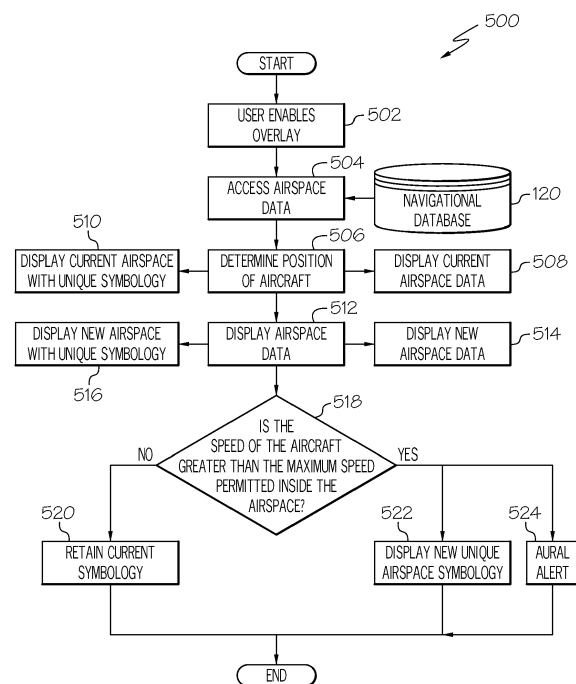 500
START
USER ENABLES
OVERLAY
502
504
ACCESS AIRSPACE
DATA
NAVIGATIONAL
DATABASE
120
510
506
DISPLAY CURRENT AIRSPACE
WITH UNIQUE SYMBOLOGY
DETERMINE POSITION
OF AIRCRAFT
DISPLAY CURRENT
AIRSPACE DATA
508
512
DISPLAY NEW AIRSPACE
WITH UNIQUE SYMBOLOGY
DISPLAY AIRSPACE
DATA
DISPLAY NEW
AIRSPACE DATA
514
516
518
IS THE
SPEED OF THE AIRCRAFT
GREATER THAN THE MAXIMUM SPEED
PERMITTED INSIDE THE
AIRSPACE?
NO
YES
520
522
524
RETAIN CURRENT
SYMBOLOGY
DISPLAY NEW UNIQUE
AIRSPACE SYMBOLOGY
AURAL
ALERT
END